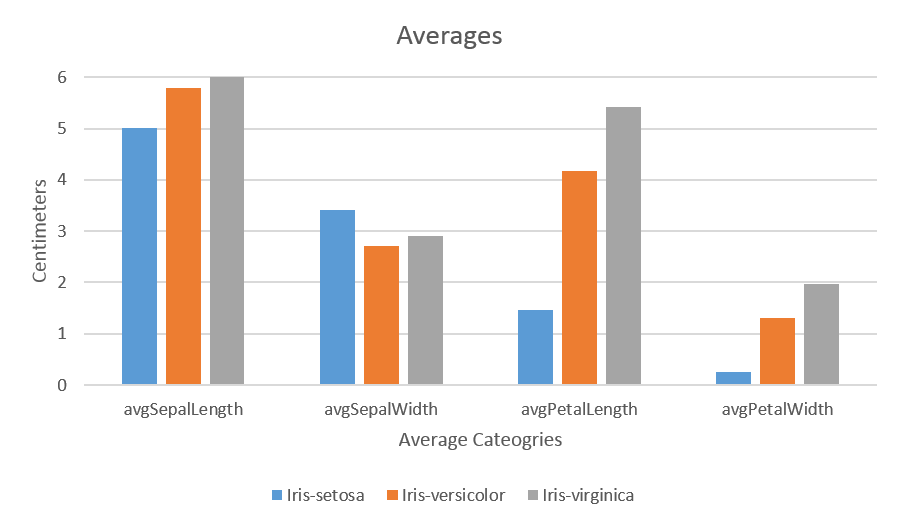 Averages
6
5
4
3
2
1
0
Centimeters
avgSepalLength avgSepalWidth avgPetalLength avgPetalWidth
Average Cateogries
Iris-setosa Iris-versicolor Iris-virginica